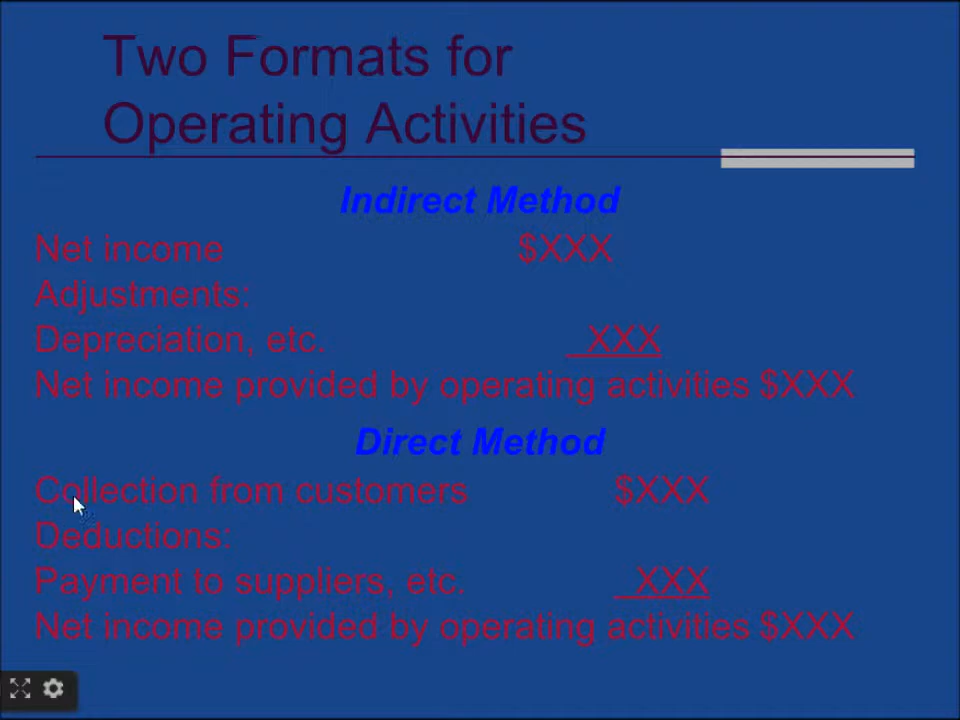 Two Formats for
Operating Activities
Indirect Method
Net income $XXX
Adjustments:
Depreciation, etc. XXX
Net income provided by operating activities $XXX
Direct Method
Collection from customers $XXX
Deductions:
Payment to suppliers, etc. XXX
Net income provided by operating activities $XXX